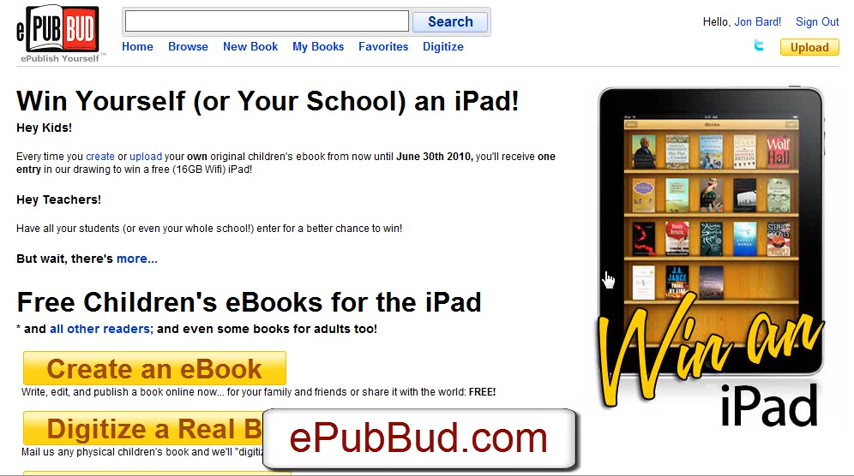 ePUBBUD
ePublish Yourself™
Search
Home Browse New Book My Books Favorites Digitize
Hello, Jon Bard! Sign Out
Upload
Win Yourself (or Your School) an iPad!
Hey Kids!
Every time you create or upload your own original children's ebook from now until June 30th 2010, you'll receive one
entry in our drawing to win a free (16GB Wifi) iPad!
Hey Teachers!
Have all your students (or even your whole school!) enter for a better chance to win!
But wait, there's more...
Free Children's eBooks for the iPad
* and all other readers; and even some books for adults too!
Create an eBook
Write, edit, and publish a book online now... for your family and friends or share it with the world: FREE!
Digitize a Real B
Mail us any physical children's book and we'll "digiti
ePubBud.com
Wolf
Hall
Win an
iPad